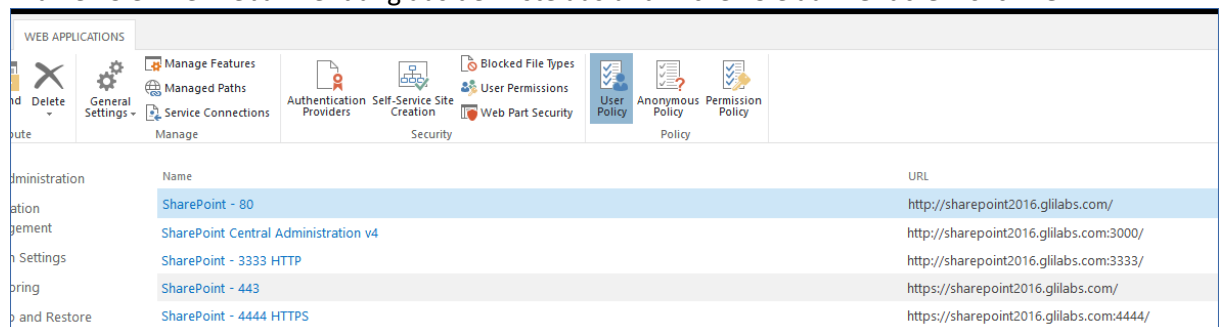 WEB APPLICATIONS
Manage Features
Managed Paths
Service Connections
Delete
General Settings
Manage
Authentication Providers
Self-Service Site Creation
Blocked File Types
User Permissions
Web Part Security
Security
User Policy
Anonymous Policy
Permission Policy
Policy
Name URL
SharePoint - 80 http://sharepoint2016.glilabs.com/
SharePoint Central Administration v4 http://sharepoint2016.glilabs.com:3000/
Settings SharePoint - 3333 HTTP http://sharepoint2016.glilabs.com:3333/
SharePoint - 443 https://sharepoint2016.glilabs.com/
and Restore SharePoint - 4444 HTTPS https://sharepoint2016.glilabs.com:4444/